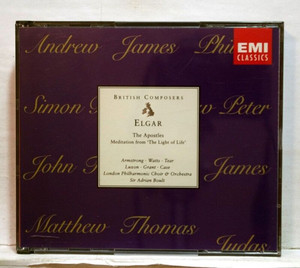 Andrew James Phi
EMI
CLASSICS
BRITISH COMPOSERS
ELGAR
The Apostles
Meditation from 'The Light of Life'
Simon
w Peter
Armstrong · Watts · Tear
Luxon · Grant · Case
London Philharmonic Choir & Orchestra
Sir Adrian Boult
John
James
Matthew Thomas
Judas